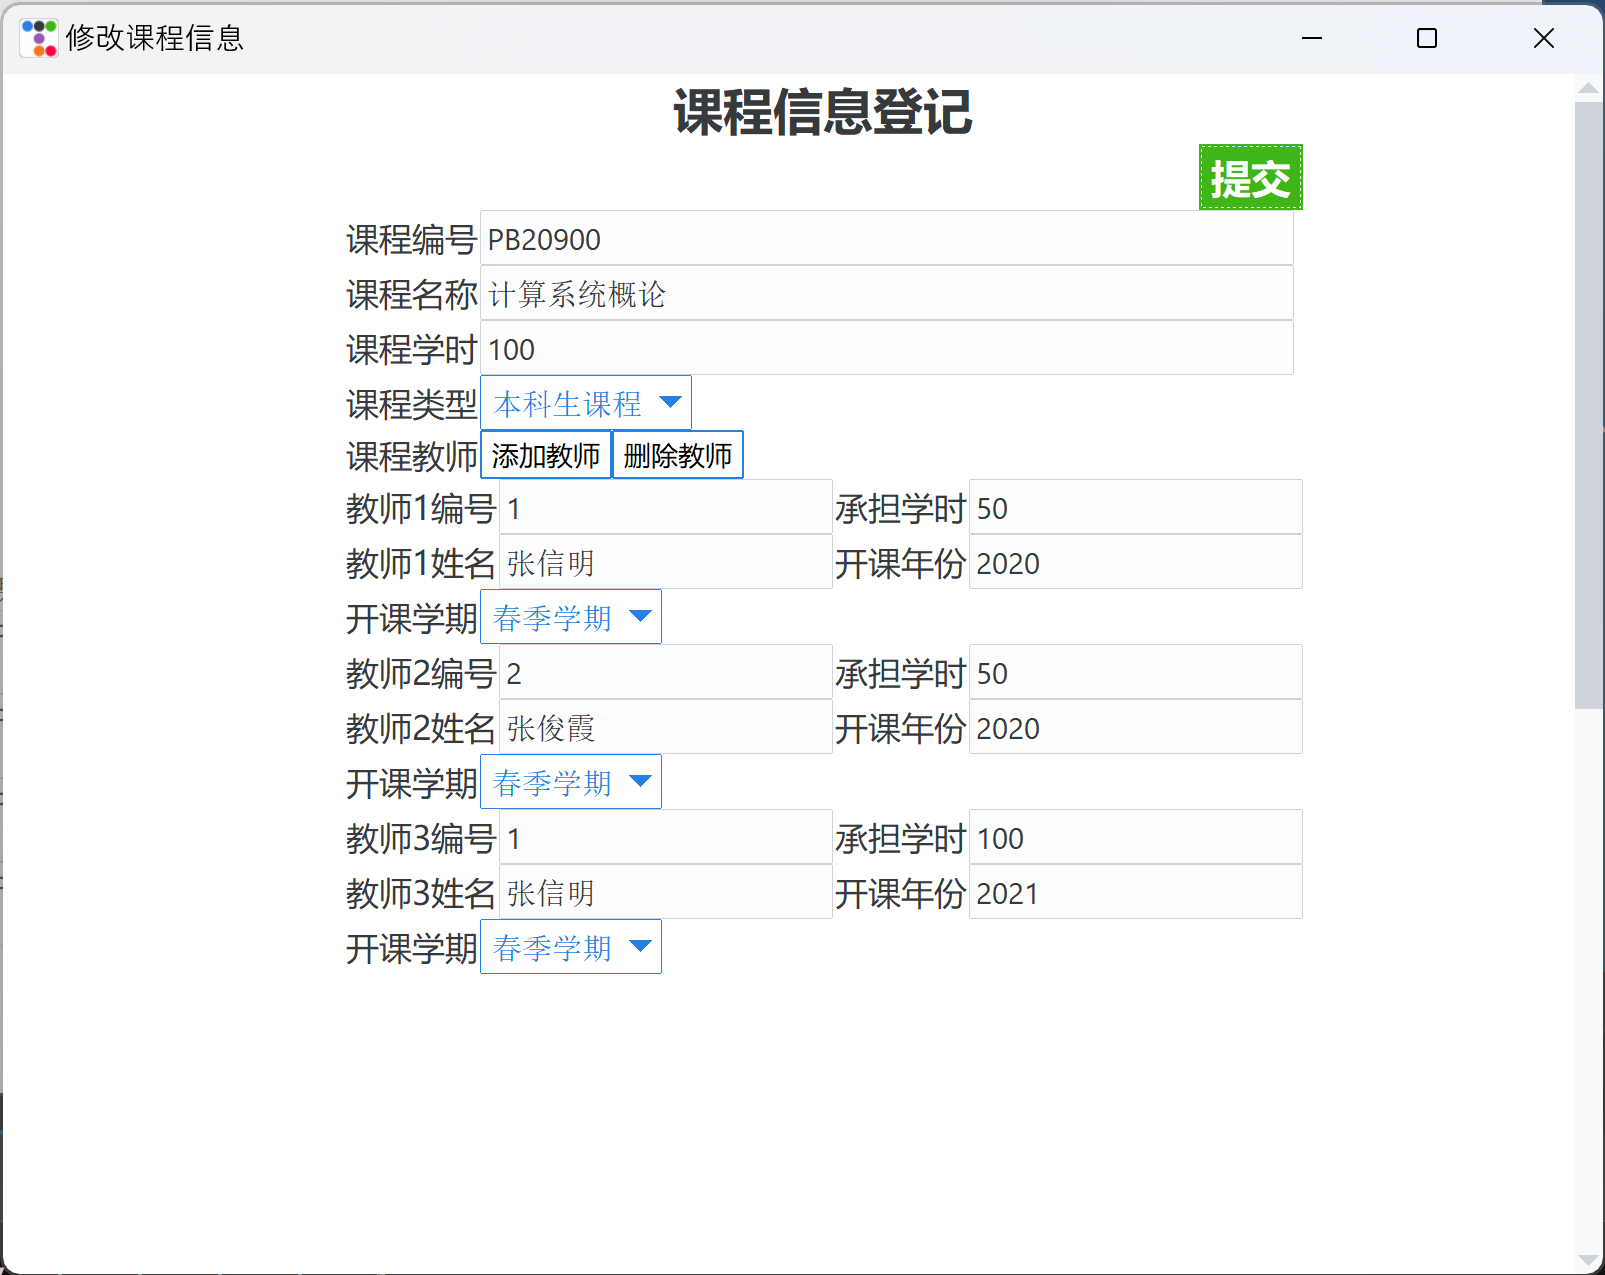 修改课程信息
课程信息登记
提交
课程编号 PB20900
课程名称 计算系统概论
课程学时 100
课程类型 本科生课程
课程教师 添加教师 删除教师
教师1编号 1 承担学时 50
教师1姓名 张信明 开课年份 2020
开课学期 春季学期
教师2编号 2 承担学时 50
教师2姓名 张俊霞 开课年份 2020
开课学期 春季学期
教师3编号 1 承担学时 100
教师3姓名 张信明 开课年份 2021
开课学期 春季学期